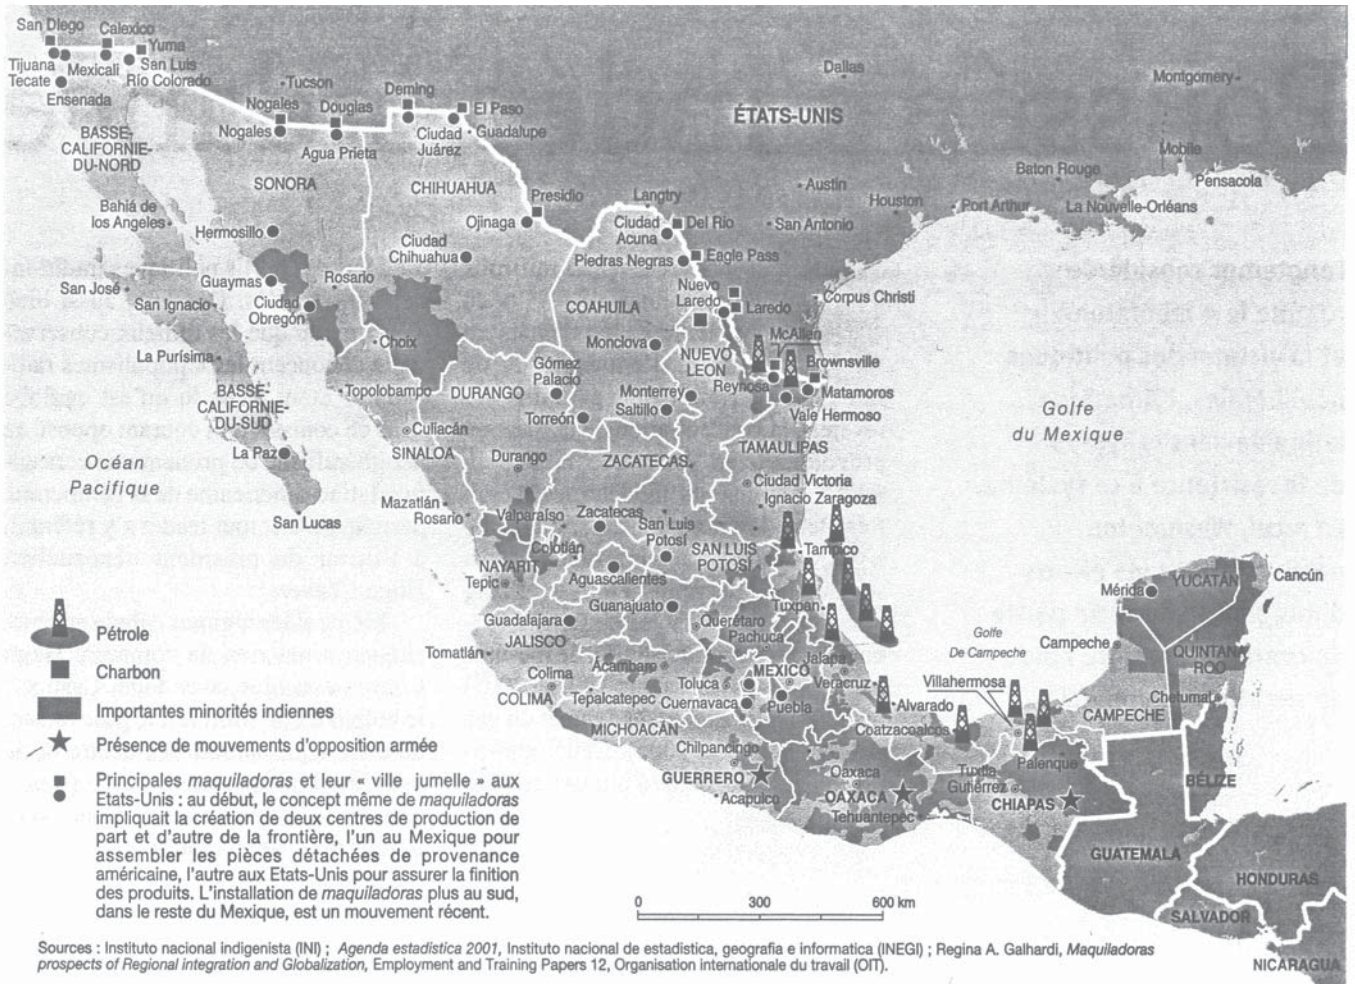 San Diego
Calexico
Yuma
Tijuana
Mexicali
San Luis
Río Colorado
Tecate
Ensenada
Tucson
Nogales
Douglas
Deming
El Paso
Nogales
Agua Prieta
Ciudad
Juárez
Guadalupe
BASSE-
CALIFORNIE-
DU-NORD
SONORA
CHIHUAHUA
ÉTATS-UNIS
Dallas
Montgomery
Mobile
Baton Rouge
Pensacola
Austin
Houston
Port Arthur
La Nouvelle-Orléans
San Antonio
Presidio
Langtry
Ojinaga
Ciudad
Acuna
Del Rio
Bahiá de
los Angeles
Hermosillo
Ciudad
Chihuahua
Piedras Negras
Eagle Pass
Guaymas
Rosario
San José
San Ignacio
Ciudad
Obregón
COAHUILA
Nuevo
Laredo
Laredo
Corpus Christi
La Purísima
Choix
Monclova
NUEVO
LEON
McAllen
Brownsville
Gómez
Palacio
Reynosa
Matamoros
Topolobampo
DURANGO
Monterrey
Saltillo
Vale Hermoso
BASSE-
CALIFORNIE-
DU-SUD
Torreón
Culiacán
SINALOA
Golfe
du Mexique
TAMAULIPAS
La Paz
Durango
ZACATECAS
Océan
Pacifique
Ciudad Victoria
Ignacio Zaragoza
San Lucas
Mazatlán
Rosario
Valparaíso
Zacatecas
San Luis
Potosí
Colotlán
SAN LUIS
POTOSÍ
Tampico
NAYARIT
Tepic
Aguascalientes
YUCATÁN
Cancún
Mérida
Guanajuato
Tuxpan
Guadalajara
JALISCO
Querétaro
Pachuca
Golfe
De Campeche
Campeche
QUINTANA
ROO
Tomatlán
Colima
Acambaro
MEXICO
Jalapa
COLIMA
Tepalcatepec
Toluca
Cuernavaca
Puebla
Veracruz
Alvarado
Villahermosa
CAMPECHE
Chetumal
MICHOACÁN
Coatzacoalcos
Chilpancingo
GUERRERO
Acapulco
Oaxaca
OAXACA
Tehuantepec
Tuxtla
Gutiérrez
Palenque
CHIAPAS
BÉLIZE
GUATEMALA
HONDURAS
SALVADOR
NICARAGUA
Pétrole
Charbon
Importantes minorités indiennes
Présence de mouvements d'opposition armée
Principales maquiladoras et leur « ville jumelle » aux
Etats-Unis : au début, le concept même de maquiladoras
impliquait la création de deux centres de production de
part et d'autre de la frontière, l'un au Mexique pour
assembler les pièces détachées de provenance
américaine, l'autre aux Etats-Unis pour assurer la finition
des produits. L'installation de maquiladoras plus au sud,
dans le reste du Mexique, est un mouvement récent.
0 300 600 km
Sources : Instituto nacional indigenista (INI) ; Agenda estadistica 2001, Instituto nacional de estadistica, geografia e informatica (INEGI) ; Regina A. Galhardi, Maquiladoras
prospects of Regional integration and Globalization, Employment and Training Papers 12, Organisation internationale du travail (OIT).